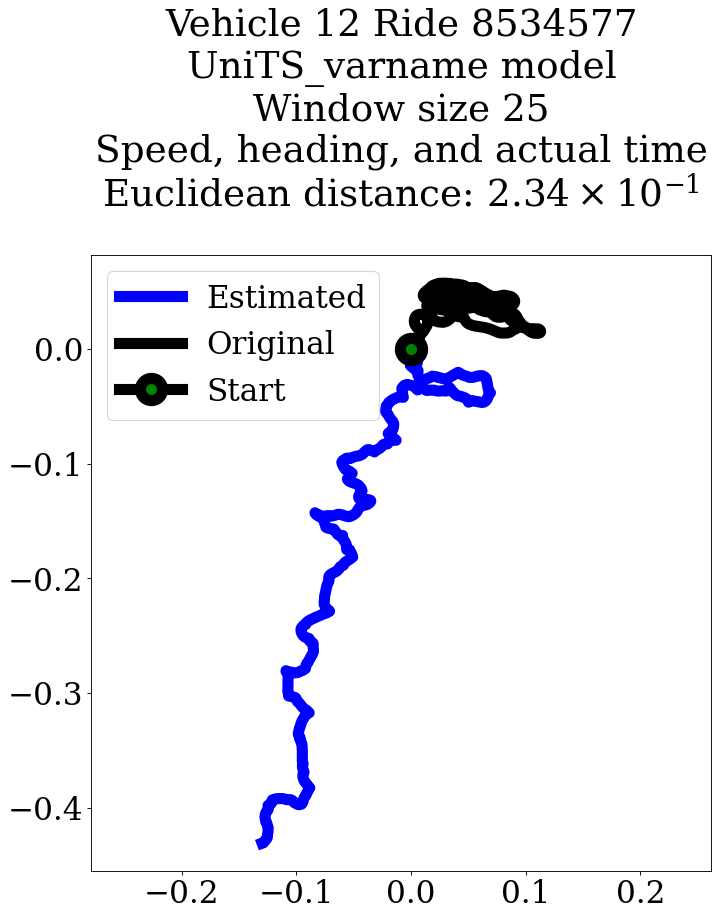 Vehicle 12 Ride 8534577
UniTS_varname model
Window size 25
Speed, heading, and actual time
Euclidean distance: 2.34 × 10⁻¹
Estimated
Original
Start
0.0
−0.1
−0.2
−0.3
−0.4
−0.2
−0.1
0.0
0.1
0.2